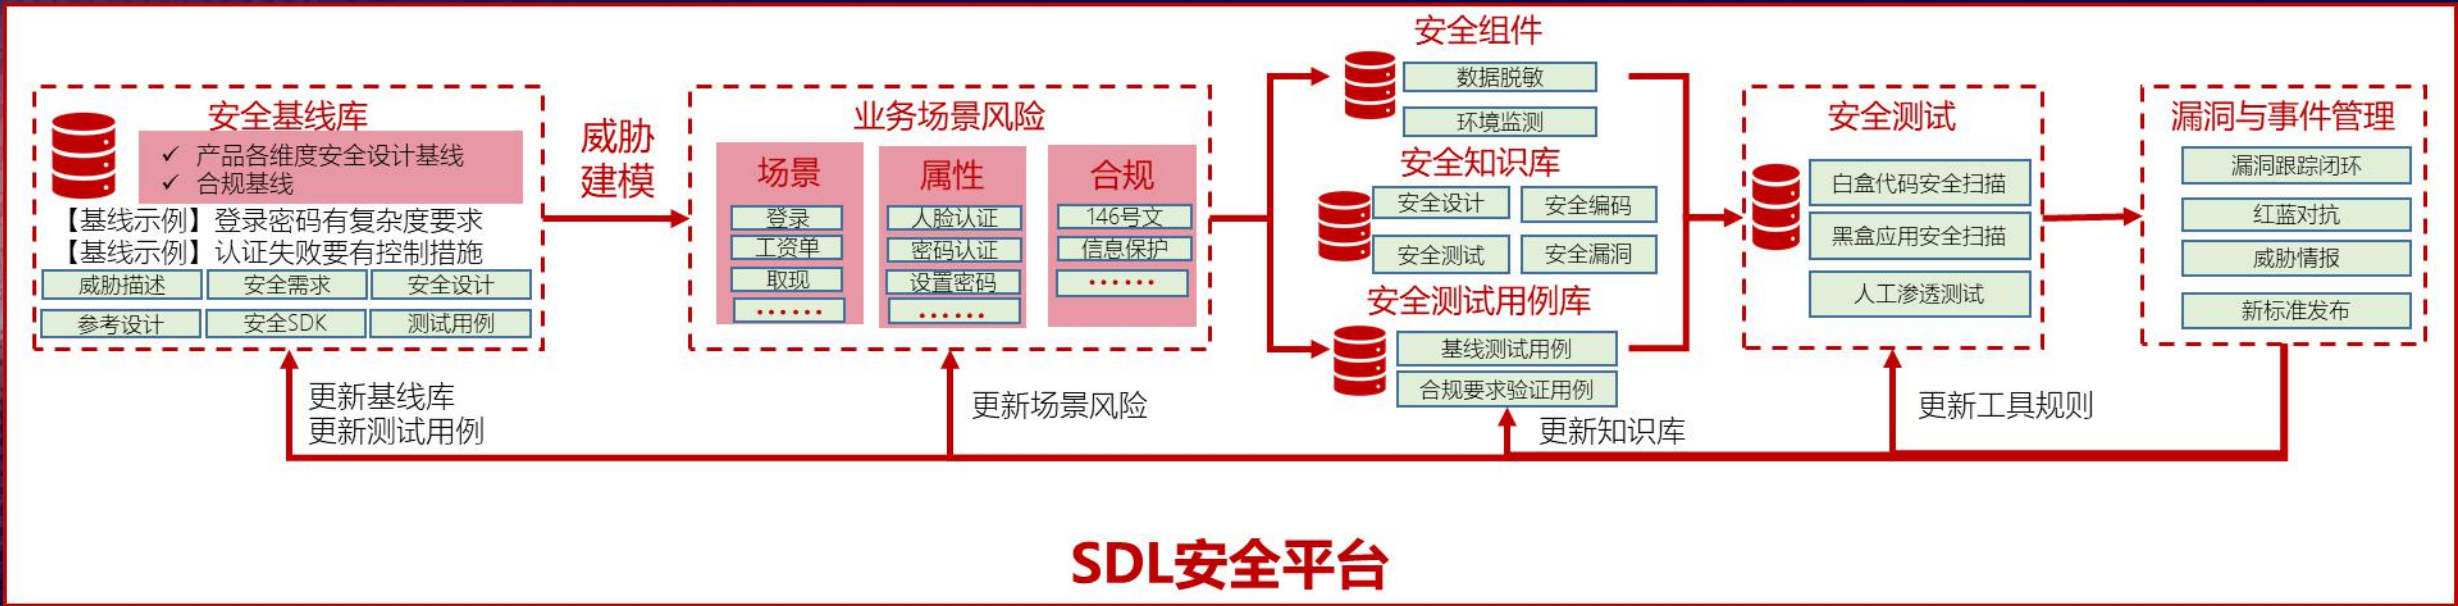 安全基线库
✓ 产品各维度安全设计基线
✓ 合规基线
【基线示例】登录密码有复杂度要求
【基线示例】认证失败要有控制措施
威胁描述
安全需求
安全设计
参考设计
安全SDK
测试用例
威胁
建模
业务场景风险
场景
登录
工资单
取现
······
属性
人脸认证
密码认证
设置密码
······
合规
146号文
信息保护
······
安全组件
数据脱敏
环境监测
安全知识库
安全设计
安全编码
安全测试
安全漏洞
安全测试用例库
基线测试用例
合规要求验证用例
安全测试
白盒代码安全扫描
黑盒应用安全扫描
人工渗透测试
漏洞与事件管理
漏洞跟踪闭环
红蓝对抗
威胁情报
新标准发布
更新基线库
更新测试用例
更新场景风险
更新知识库
更新工具规则
SDL安全平台